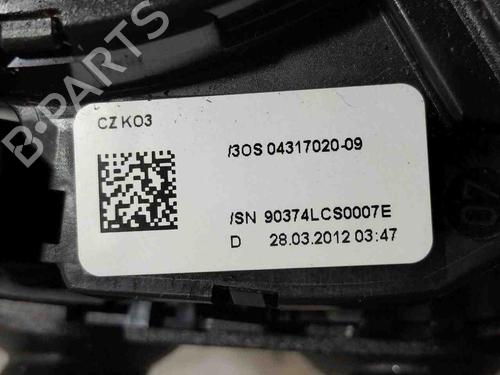 CZ K03
/3OS 04317020-09
/SN 90374LCS0007E
D 28.03.2012 03:47
B-PARTS